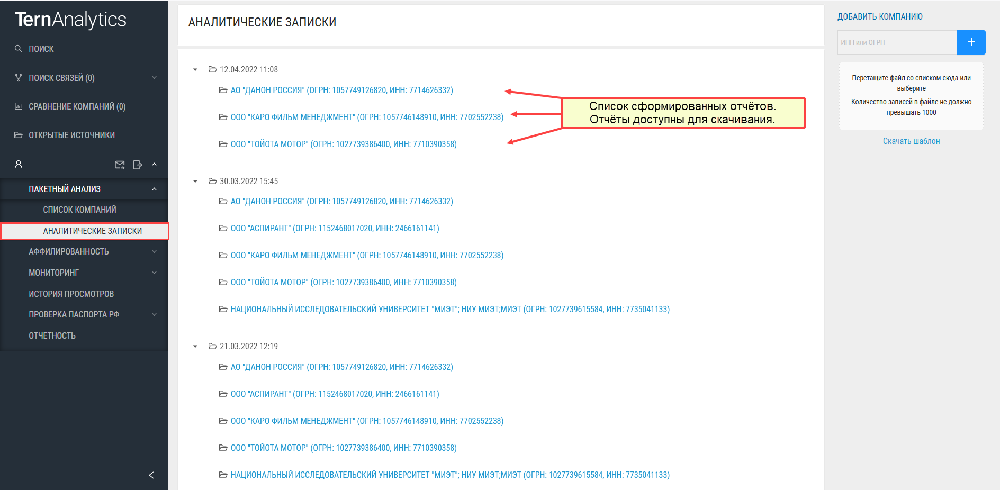 TernAnalytics
ПОИСК
ПОИСК СВЯЗЕЙ (0)
СРАВНЕНИЕ КОМПАНИЙ (0)
ОТКРЫТЫЕ ИСТОЧНИКИ
ПАКЕТНЫЙ АНАЛИЗ
СПИСОК КОМПАНИЙ
АНАЛИТИЧЕСКИЕ ЗАПИСКИ
АФФИЛИРОВАННОСТЬ
МОНИТОРИНГ
ИСТОРИЯ ПРОСМОТРОВ
ПРОВЕРКА ПАСПОРТА РФ
ОТЧЕТНОСТЬ
АНАЛИТИЧЕСКИЕ ЗАПИСКИ
12.04.2022 11:08
АО "ДАНОН РОССИЯ" (ОГРН: 1057749126820, ИНН: 7714626332)
ООО "КАРО ФИЛЬМ МЕНЕДЖМЕНТ" (ОГРН: 1057746148910, ИНН: 7702552238)
ООО "ТОЙОТА МОТОР" (ОГРН: 1027739386400, ИНН: 7710390358)
Список сформированных отчётов.
Отчёты доступны для скачивания.
30.03.2022 15:45
АО "ДАНОН РОССИЯ" (ОГРН: 1057749126820, ИНН: 7714626332)
ООО "АСПИРАНТ" (ОГРН: 1152468017020, ИНН: 2466161141)
ООО "КАРО ФИЛЬМ МЕНЕДЖМЕНТ" (ОГРН: 1057746148910, ИНН: 7702552238)
ООО "ТОЙОТА МОТОР" (ОГРН: 1027739386400, ИНН: 7710390358)
НАЦИОНАЛЬНЫЙ ИССЛЕДОВАТЕЛЬСКИЙ УНИВЕРСИТЕТ "МИЭТ"; НИУ МИЭТ;МИЭТ (ОГРН: 1027739615584, ИНН: 7735041133)
21.03.2022 12:19
АО "ДАНОН РОССИЯ" (ОГРН: 1057749126820, ИНН: 7714626332)
ООО "АСПИРАНТ" (ОГРН: 1152468017020, ИНН: 2466161141)
ООО "КАРО ФИЛЬМ МЕНЕДЖМЕНТ" (ОГРН: 1057746148910, ИНН: 7702552238)
ООО "ТОЙОТА МОТОР" (ОГРН: 1027739386400, ИНН: 7710390358)
НАЦИОНАЛЬНЫЙ ИССЛЕДОВАТЕЛЬСКИЙ УНИВЕРСИТЕТ "МИЭТ"; НИУ МИЭТ;МИЭТ (ОГРН: 1027739615584, ИНН: 7735041133)
ДОБАВИТЬ КОМПАНИЮ
ИНН или ОГРН
Перетащите файл со списком сюда или
выберите
Количество записей в файле не должно
превышать 1000
Скачать шаблон